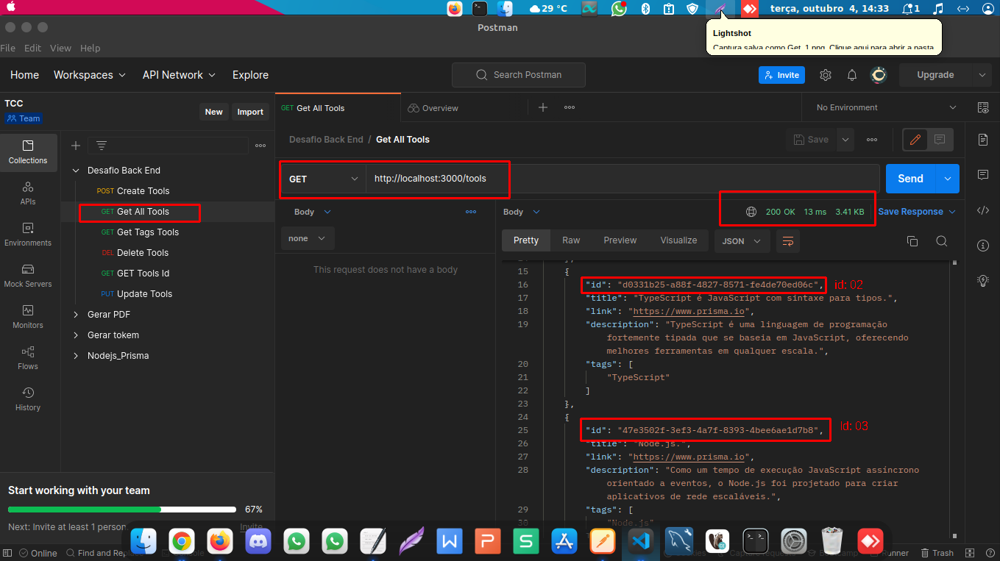 29 °C
terça, outubro 4, 14:33
1
Postman
Lightshot
Captura salva como Get_1.png. Clique aqui para abrir a pasta
File Edit View Help
Home Workspaces API Network Explore
Search Postman
Invite
Upgrade
TCC
Team
New Import
GET Get All Tools
Overview
No Environment
Collections
APIs
Environments
Mock Servers
Monitors
Flows
History
Desafio Back End
POST Create Tools
GET Get All Tools
GET Get Tags Tools
DEL Delete Tools
GET GET Tools Id
PUT Update Tools
Gerar PDF
Gerar tokem
Nodejs_Prisma
Desafio Back End / Get All Tools
Save
GET http://localhost:3000/tools
Send
Body
none
This request does not have a body
Body
200 OK 13 ms 3.41 KB Save Response
Pretty Raw Preview Visualize JSON
15 {
16 "id": "d0331b25-a88f-4827-8571-fe4de70ed06c", id: 02
17 "title": "TypeScript é JavaScript com sintaxe para tipos.",
18 "link": "https://www.prisma.io",
19 "description": "TypeScript é uma linguagem de programação
fortemente tipada que se baseia em JavaScript, oferecendo
melhores ferramentas em qualquer escala.",
20 "tags": [
21 "TypeScript"
22 ]
23 },
24 {
25 "id": "47e3502f-3ef3-4a7f-8393-4bee6ae1d7b8", Id: 03
26 "title": "Node.js.",
27 "link": "https://www.prisma.io",
28 "description": "Como um tempo de execução JavaScript assíncrono
orientado a eventos, o Node.js foi projetado para criar
aplicativos de rede escaláveis.",
29 "tags": [
30 "Node.js"
Start working with your team
67%
Next: Invite at least 1 person. Invite
W P S
Online Find and Rep
Runner Trash